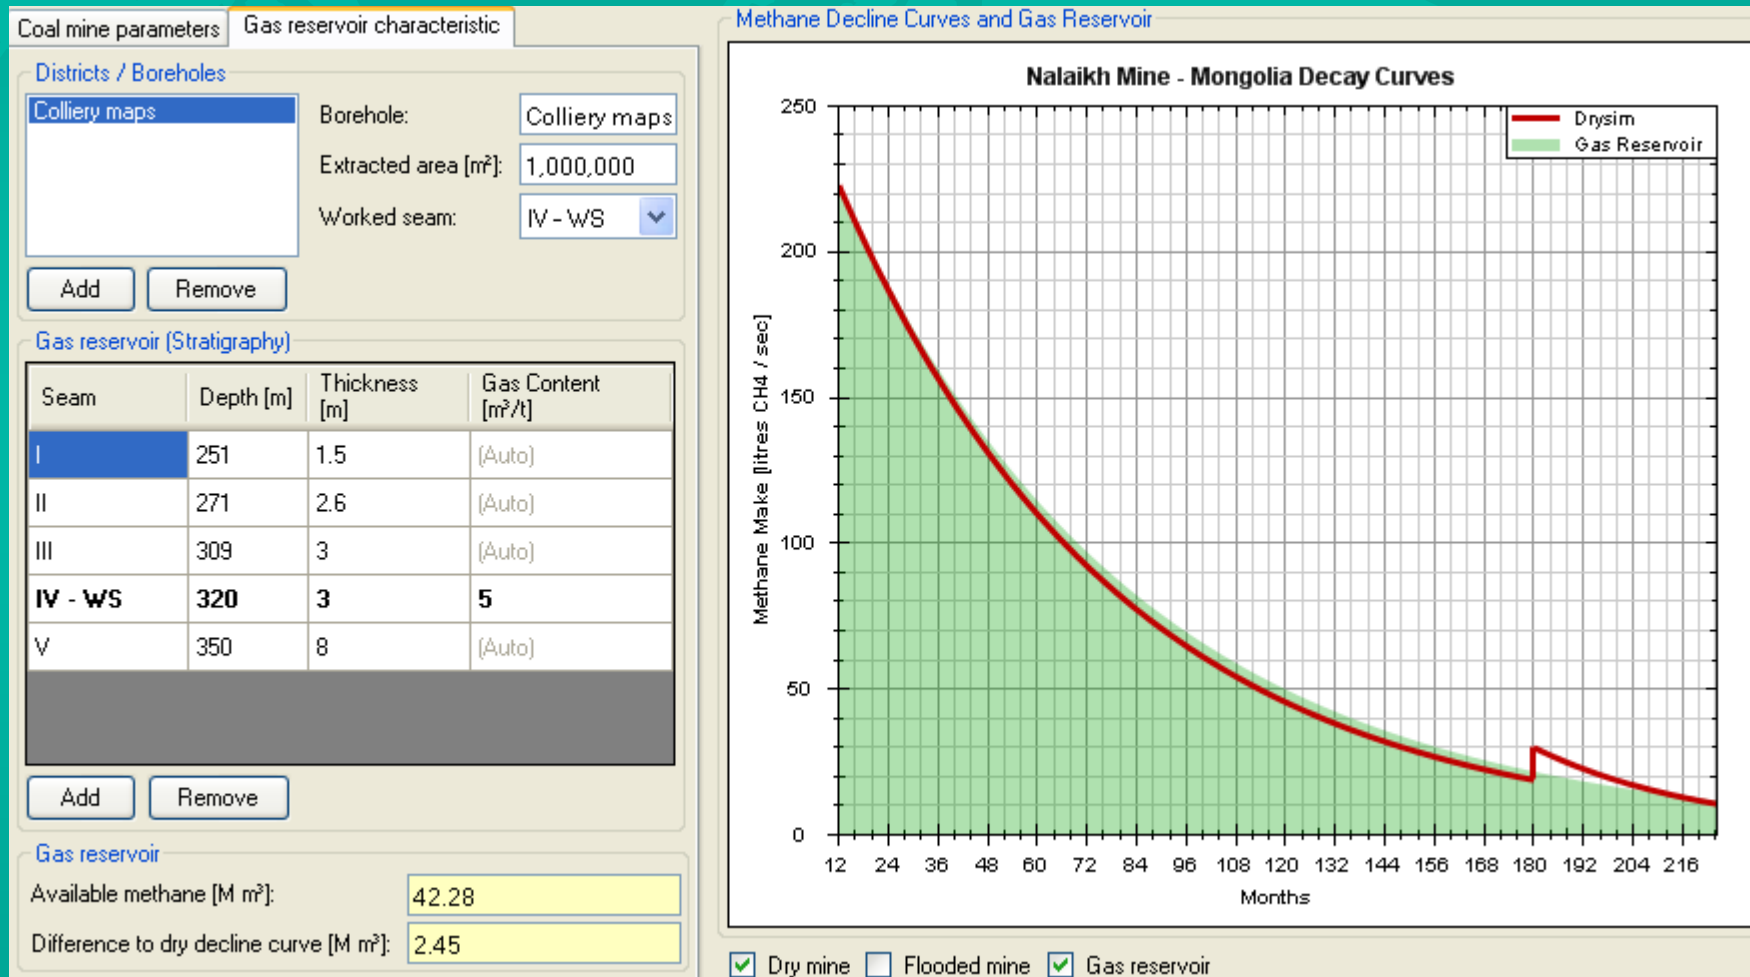 Coal mine parameters
Gas reservoir characteristic
Districts / Boreholes
Colliery maps
Borehole:
Colliery maps
Extracted area [m²]:
1,000,000
Worked seam:
IV - WS
Add
Remove
Gas reservoir (Stratigraphy)
Seam
Depth [m]
Thickness
[m]
Gas Content
[m³/t]
I
251
1.5
(Auto)
II
271
2.6
(Auto)
III
309
3
(Auto)
IV - WS
320
3
5
V
350
8
(Auto)
Add
Remove
Gas reservoir
Available methane [M m³]:
42.28
Difference to dry decline curve [M m³]:
2.45
Methane Decline Curves and Gas Reservoir
Nalaikh Mine - Mongolia Decay Curves
Drysim
Gas Reservoir
Methane Make [litres CH4 / sec]
250
200
150
100
50
0
12 24 36 48 60 72 84 96 108 120 132 144 156 168 180 192 204 216
Months
Dry mine
Flooded mine
Gas reservoir